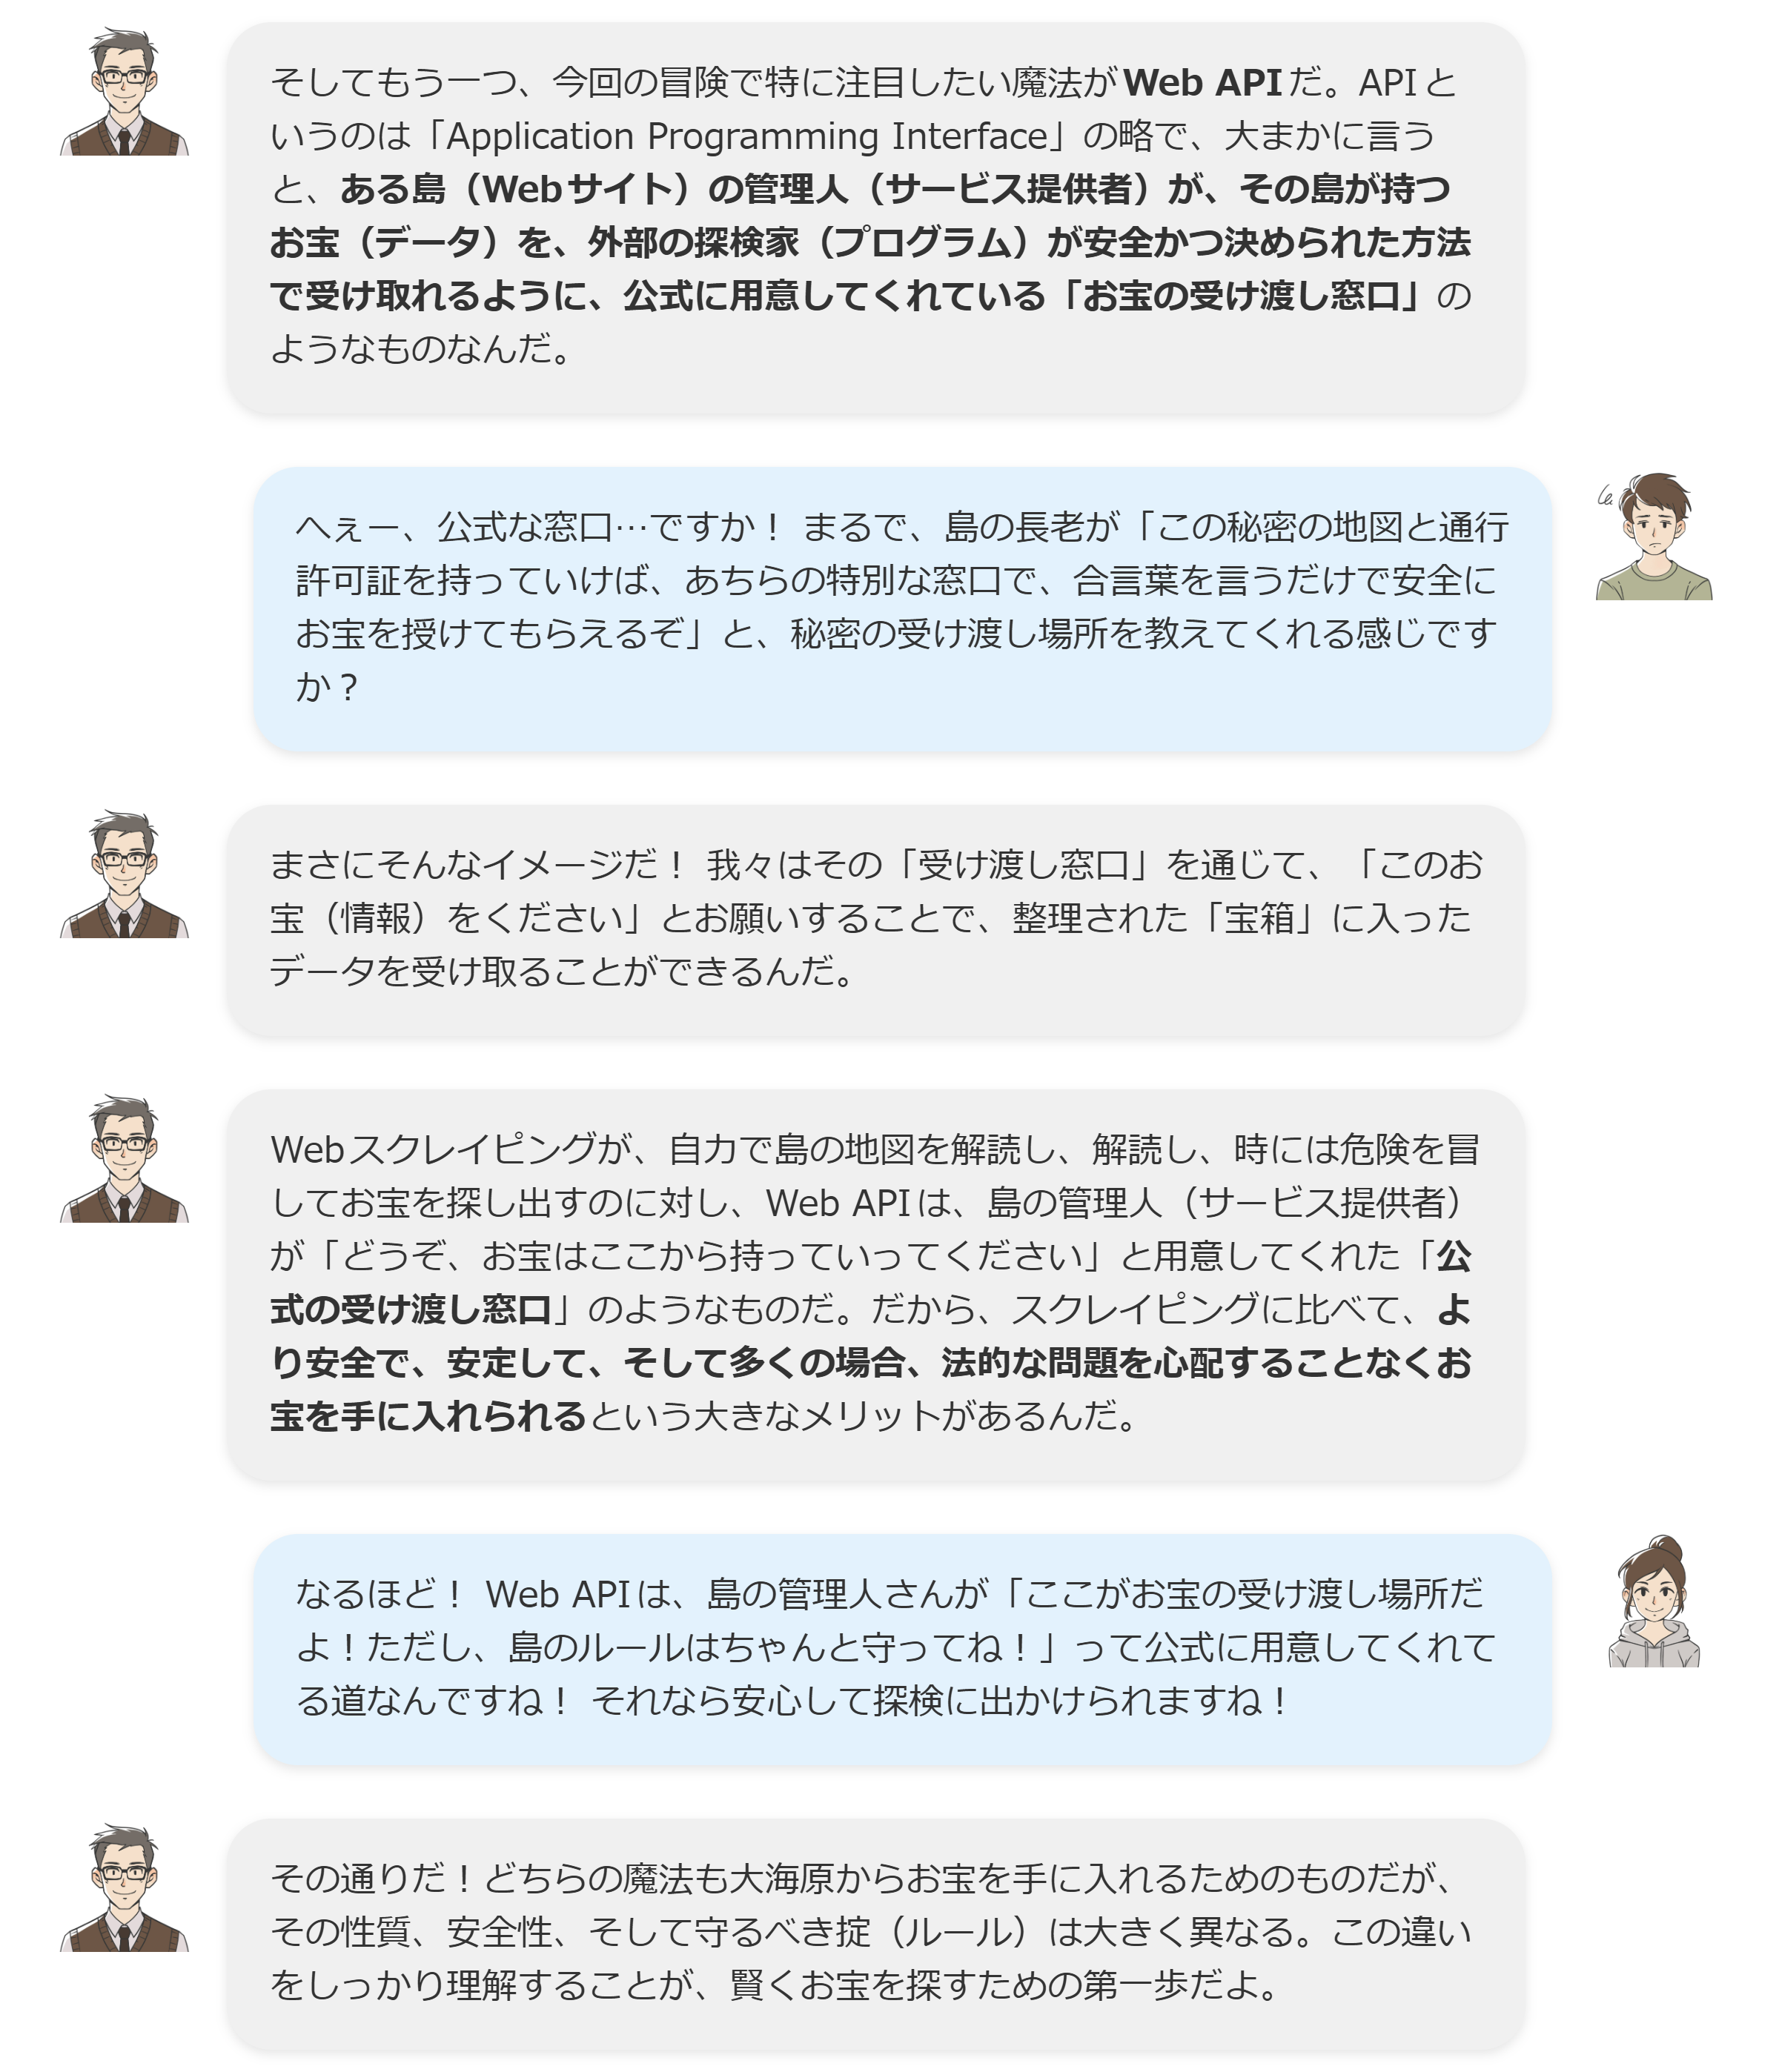 そしてもう一つ、今回の冒険で特に注目したい魔法がWeb APIだ。APIと
いうのは「Application Programming Interface」の略で、大まかに言う
と、ある島（Webサイト）の管理人（サービス提供者）が、その島が持つ
お宝（データ）を、外部の探検家（プログラム）が安全かつ決められた方法
で受け取れるように、公式に用意してくれている「お宝の受け渡し窓口」の
ようなものなんだ。
へぇー、公式な窓口…ですか！ まるで、島の長老が「この秘密の地図と通行
許可証を持っていけば、あちらの特別な窓口で、合言葉を言うだけで安全に
お宝を授けてもらえるぞ」と、秘密の受け渡し場所を教えてくれる感じです
か？
まさにそんなイメージだ！ 我々はその「受け渡し窓口」を通じて、「このお
宝（情報）をください」とお願いすることで、整理された「宝箱」に入った
データを受け取ることができるんだ。
Webスクレイピングが、自力で島の地図を解読し、解読し、時には危険を冒
してお宝を探し出すのに対し、Web APIは、島の管理人（サービス提供者）
が「どうぞ、お宝はここから持っていってください」と用意してくれた「公
式の受け渡し窓口」のようなものだ。だから、スクレイピングに比べて、よ
り安全で、安定して、そして多くの場合、法的な問題を心配することなくお
宝を手に入れられるという大きなメリットがあるんだ。
なるほど！ Web APIは、島の管理人さんが「ここがお宝の受け渡し場所だ
よ！ただし、島のルールはちゃんと守ってね！」って公式に用意してくれて
る道なんですね！ それなら安心して探検に出かけられますね！
その通りだ！どちらの魔法も大海原からお宝を手に入れるためのものだが、
その性質、安全性、そして守るべき掟（ルール）は大きく異なる。この違い
をしっかり理解することが、賢くお宝を探すための第一歩だよ。